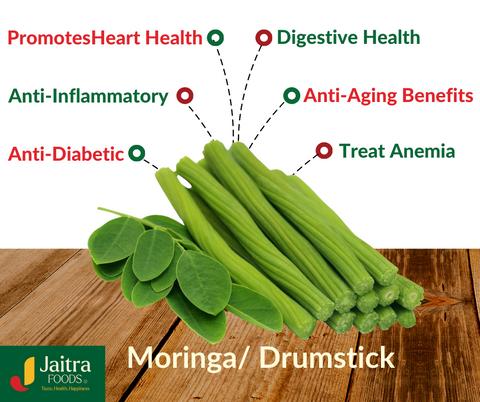 PromotesHeart Health
Digestive Health
Anti-Inflammatory
Anti-Aging Benefits
Anti-Diabetic
Treat Anemia
Moringa/ Drumstick
Jaitra
FOODS
Taste, Health, Happiness